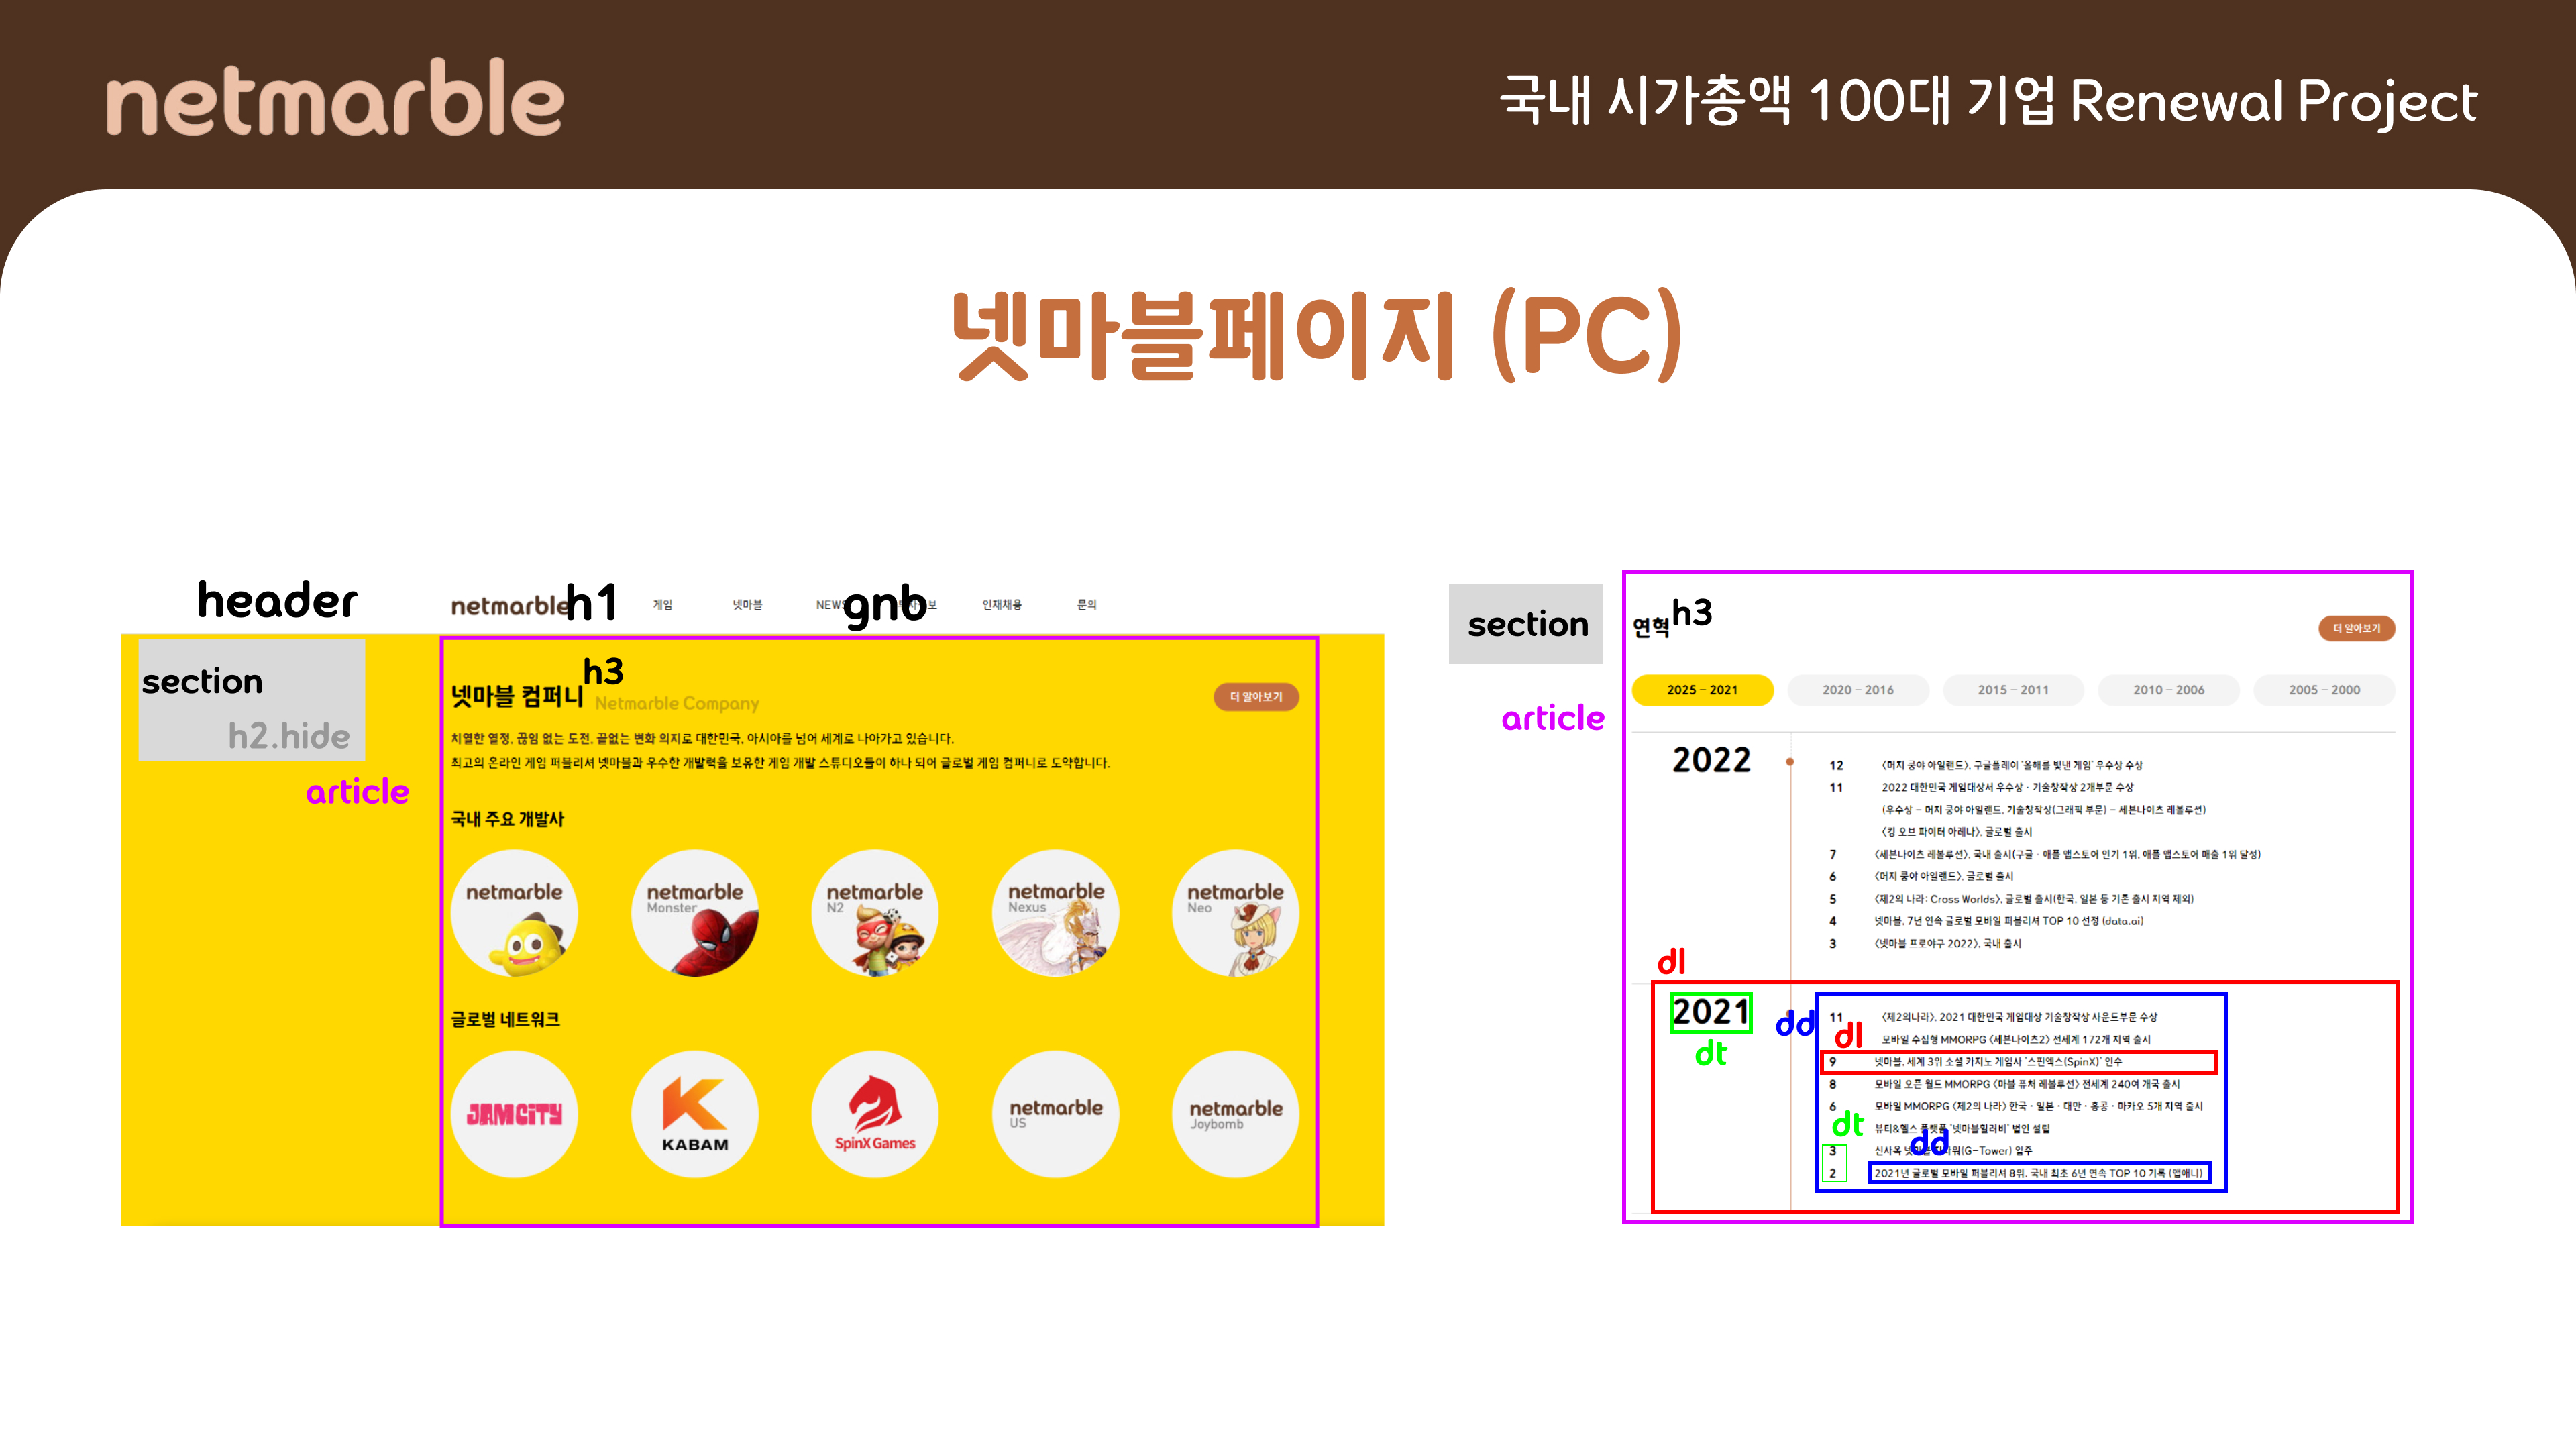 netmarble
국내 시가총액 100대 기업 Renewal Project
넷마블페이지 (PC)
header
netmarble h1 게임 넷마블 gnb 인재채용 문의
section
h2.hide
article
h3
넷마블 컴퍼니 Netmarble Company 더 알아보기
치열한 열정, 끊임 없는 도전, 끝없는 변화 의지로 대한민국, 아시아를 넘어 세계로 나아가고 있습니다.
최고의 온라인 게임 퍼블리셔 넷마블과 우수한 개발력을 보유한 게임 개발 스튜디오들이 하나 되어 글로벌 게임 컴퍼니로 도약합니다.
국내 주요 개발사
netmarble
netmarble
Monster
netmarble
N2
netmarble
Nexus
netmarble
Neo
글로벌 네트워크
JAMCITY
KABAM
SpinX Games
netmarble
US
netmarble
Joybomb
section
article
연혁 h3
더 알아보기
2025 – 2021 2020 – 2016 2015 – 2011 2010 – 2006 2005 – 2000
2022
12 〈머지 쿵야 아일랜드〉, 구글플레이 '올해를 빛낸 게임' 우수상 수상
11 2022 대한민국 게임대상서 우수상 · 기술창작상 2개부문 수상
(우수상 – 머지 쿵야 아일랜드, 기술창작상(그래픽 부문) – 세븐나이츠 레볼루션)
〈킹 오브 파이터 아레나〉, 글로벌 출시
7 〈세븐나이츠 레볼루션〉, 국내 출시(구글 · 애플 앱스토어 인기 1위, 애플 앱스토어 매출 1위 달성)
6 〈머지 쿵야 아일랜드〉, 글로벌 출시
5 〈제2의 나라: Cross Worlds〉, 글로벌 출시(한국, 일본 등 기존 출시 지역 제외)
4 넷마블, 7년 연속 글로벌 모바일 퍼블리셔 TOP 10 선정 (data.ai)
3 〈넷마블 프로야구 2022〉, 국내 출시
dl
2021
dt
dd
11 〈제2의나라〉, 2021 대한민국 게임대상 기술창작상 사운드부문 수상
dl 모바일 수집형 MMORPG 〈세븐나이츠2〉 전세계 172개 지역 출시
9 넷마블, 세계 3위 소셜 카지노 게임사 '스핀엑스(SpinX)' 인수
8 모바일 오픈 월드 MMORPG 〈마블 퓨처 레볼루션〉 전세계 240여 개국 출시
6 모바일 MMORPG 〈제2의 나라〉 한국 · 일본 · 대만 · 홍콩 · 마카오 5개 지역 출시
dt 뷰티&헬스 플랫폼 '넷마블힐러비' 법인 설립
dd
3 신사옥 (G-Tower) 입주
2 2021년 글로벌 모바일 퍼블리셔 8위, 국내 최초 6년 연속 TOP 10 기록 (앱애니)